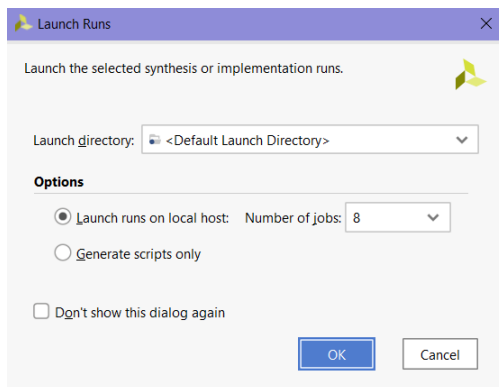 Launch Runs
Launch the selected synthesis or implementation runs.
Launch directory: <Default Launch Directory>
Options
Launch runs on local host: Number of jobs: 8
Generate scripts only
Don't show this dialog again
OK Cancel